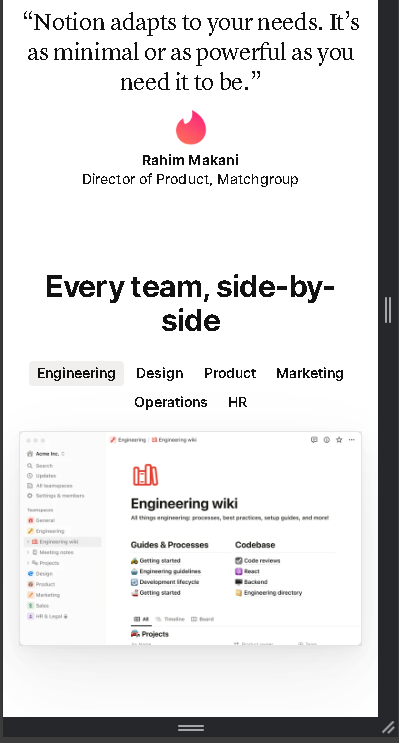 “Notion adapts to your needs. It’s
as minimal or as powerful as you
need it to be.”
Rahim Makani
Director of Product, Matchgroup
Every team, side-by-
side
Engineering Design Product Marketing
Operations HR
Engineering / Engineering wiki
Acme Inc.
Search
Updates
All teamspaces
Settings & members
Teamspaces
General
Engineering
Engineering wiki
Meeting notes
Projects
Design
Product
Marketing
Sales
HR & Legal
Engineering wiki
All things engineering: processes, best practices, setup guides, and more!
Guides & Processes
Getting started
Engineering guidelines
Development lifecycle
Getting started
Codebase
Code reviews
React
Backend
Engineering directory
All Timeline Board
Projects